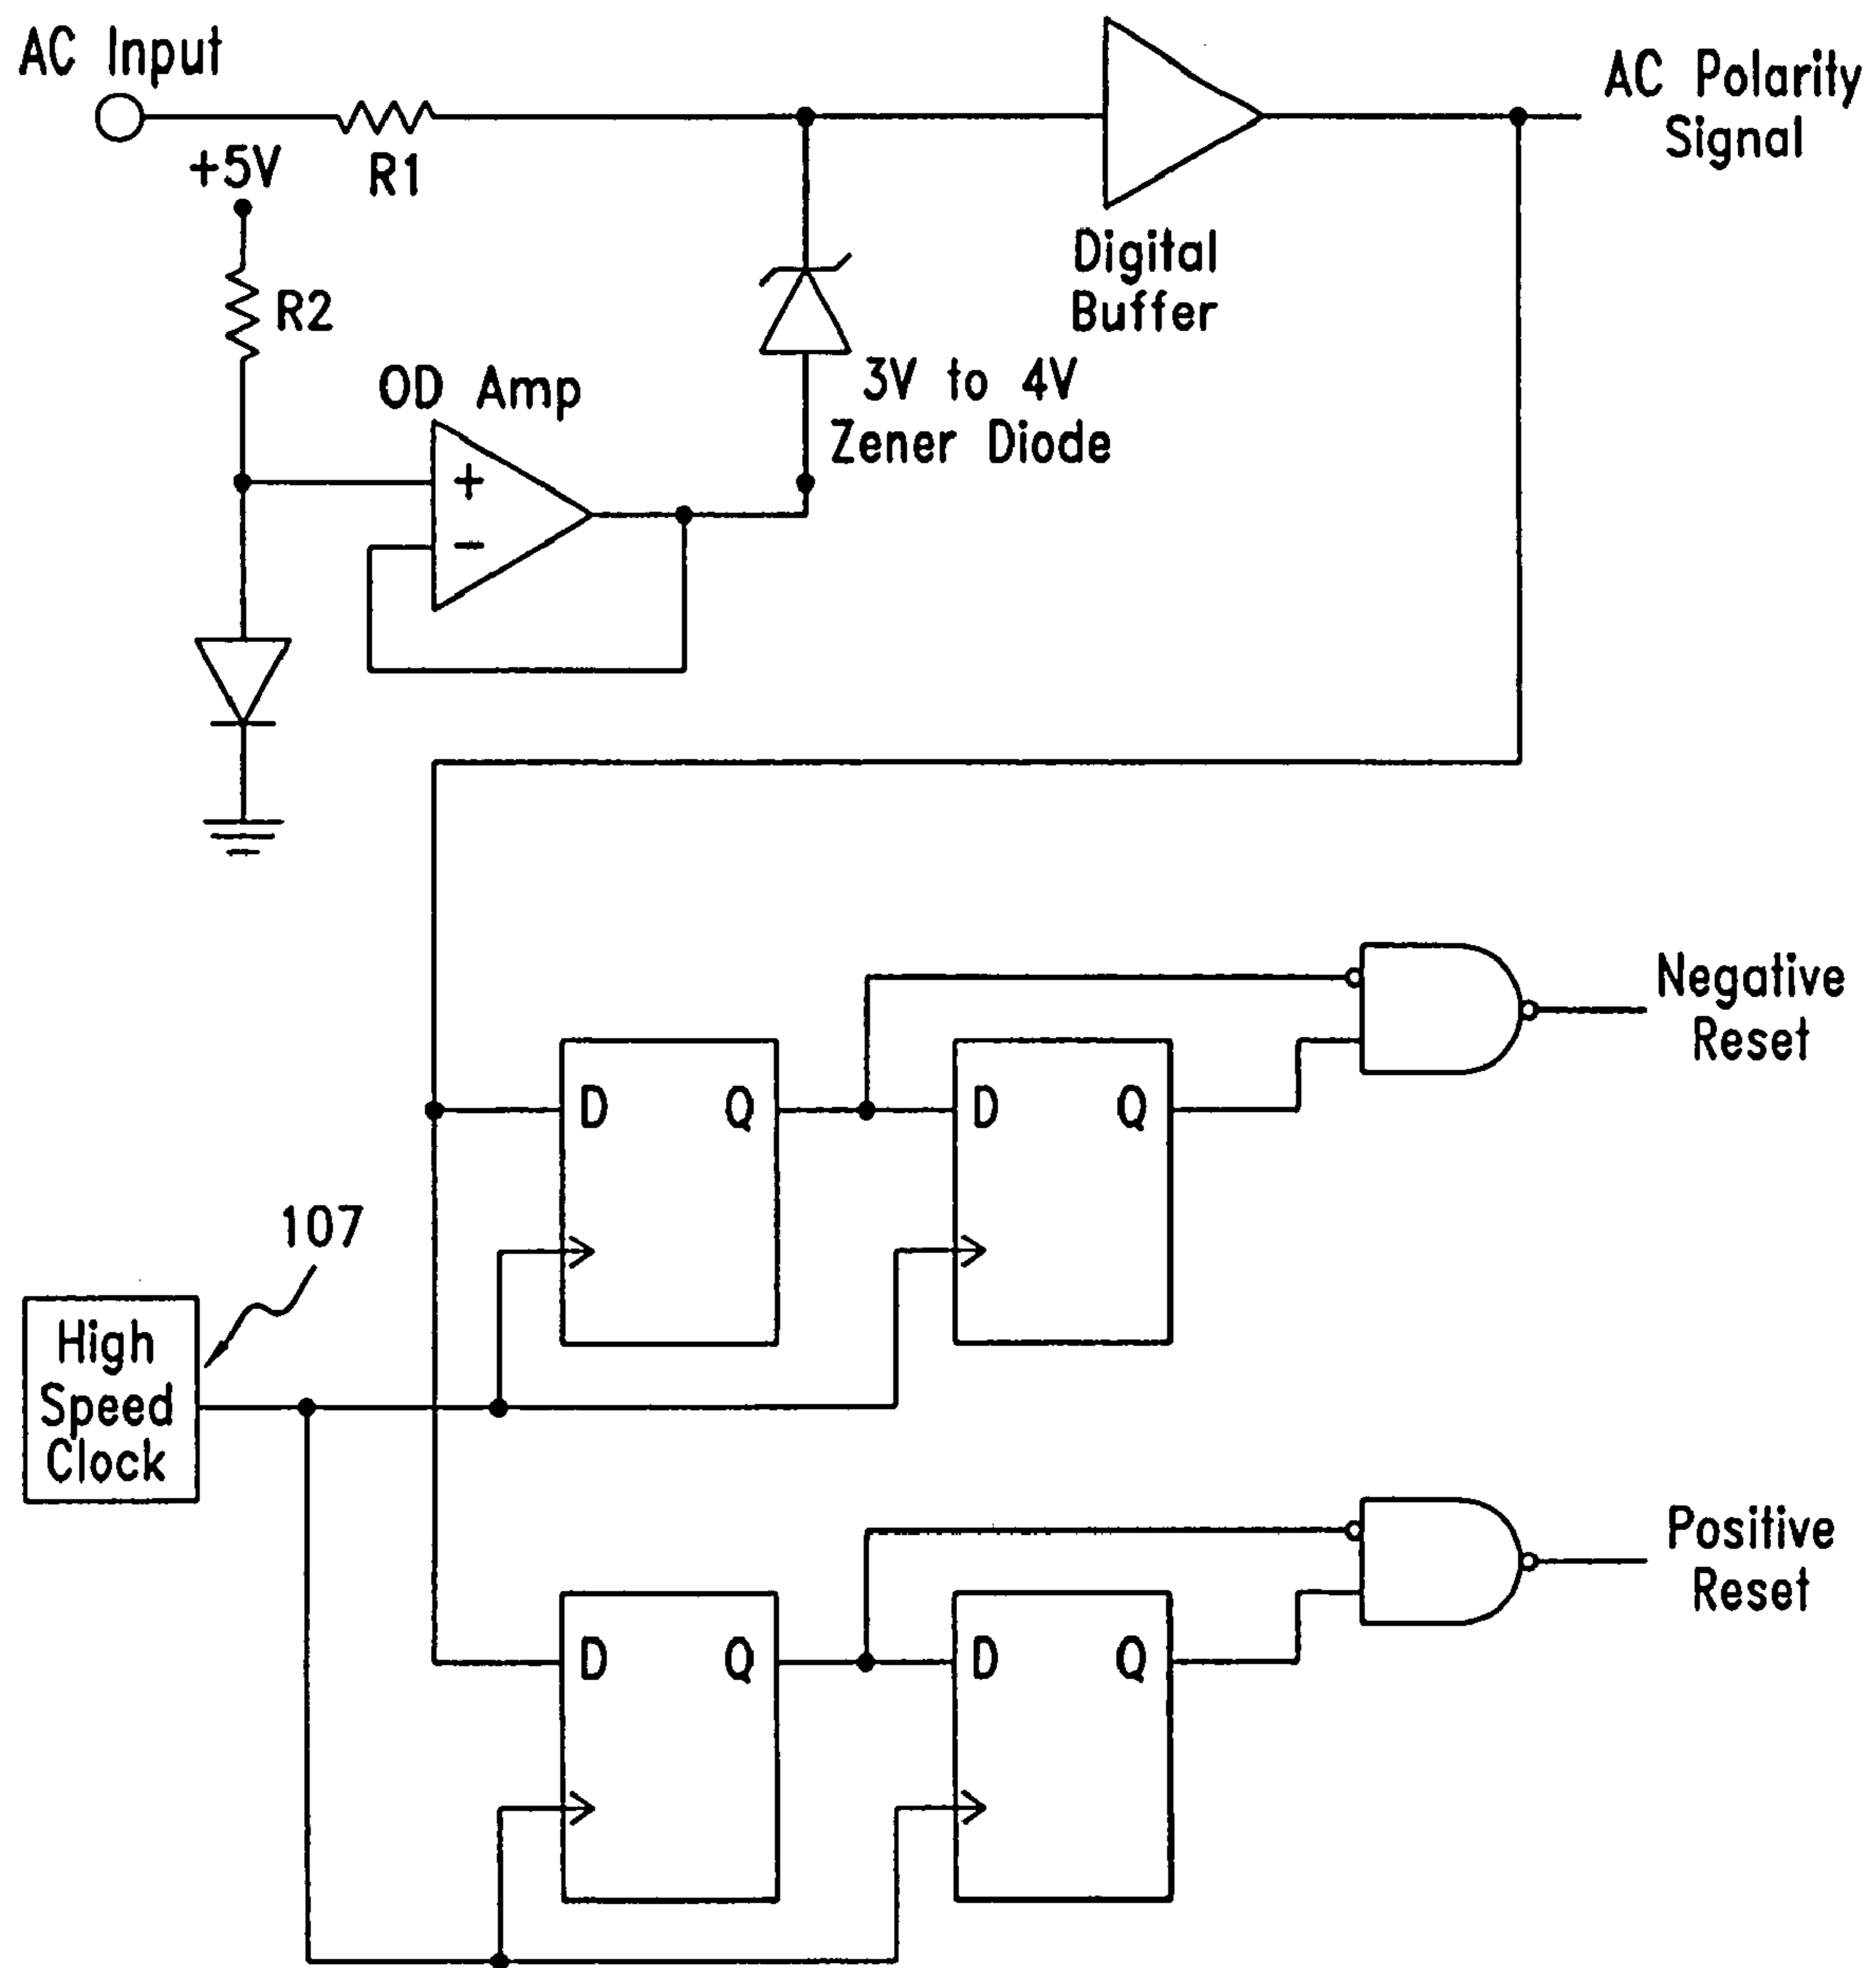 AC Input
AC Polarity
Signal
+5V
R1
Digital
Buffer
R2
OD Amp
3V to 4V
Zener Diode
+
−
Negative
Reset
D Q
D Q
107
High
Speed
Clock
Positive
Reset
D Q
D Q